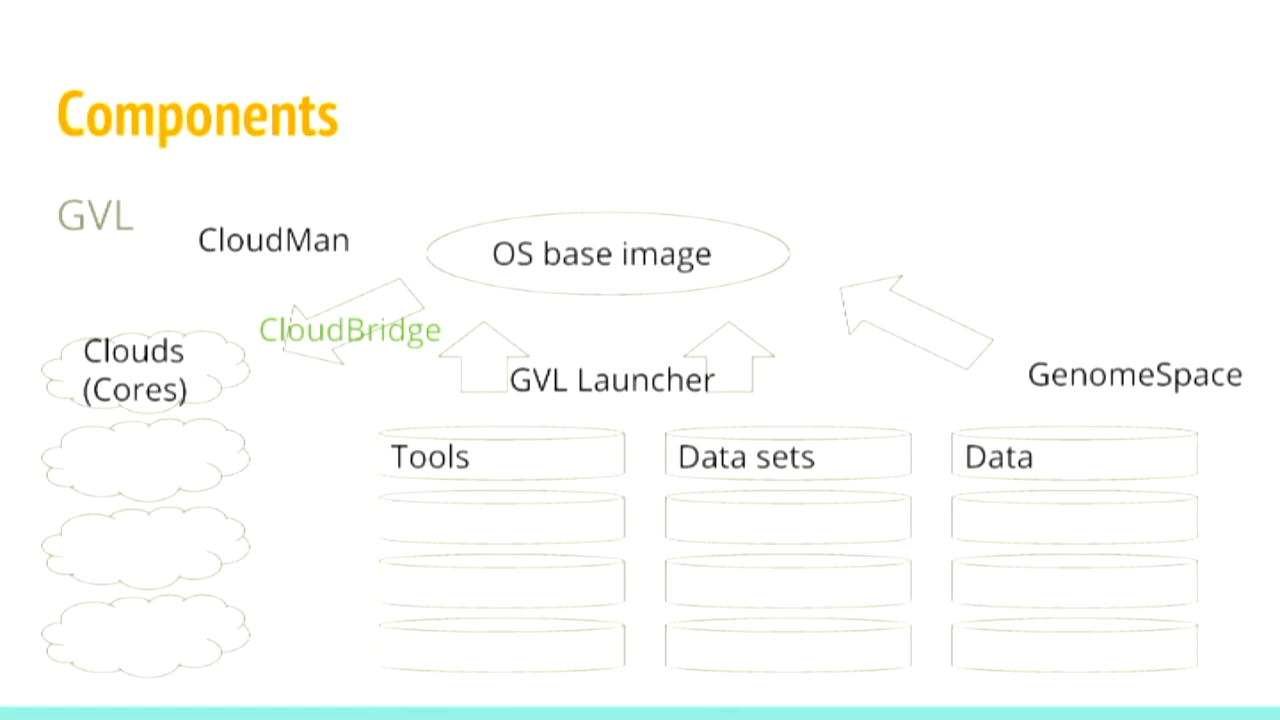 Components
GVL
CloudMan
OS base image
CloudBridge
Clouds
(Cores)
GVL Launcher
GenomeSpace
Tools
Data sets
Data